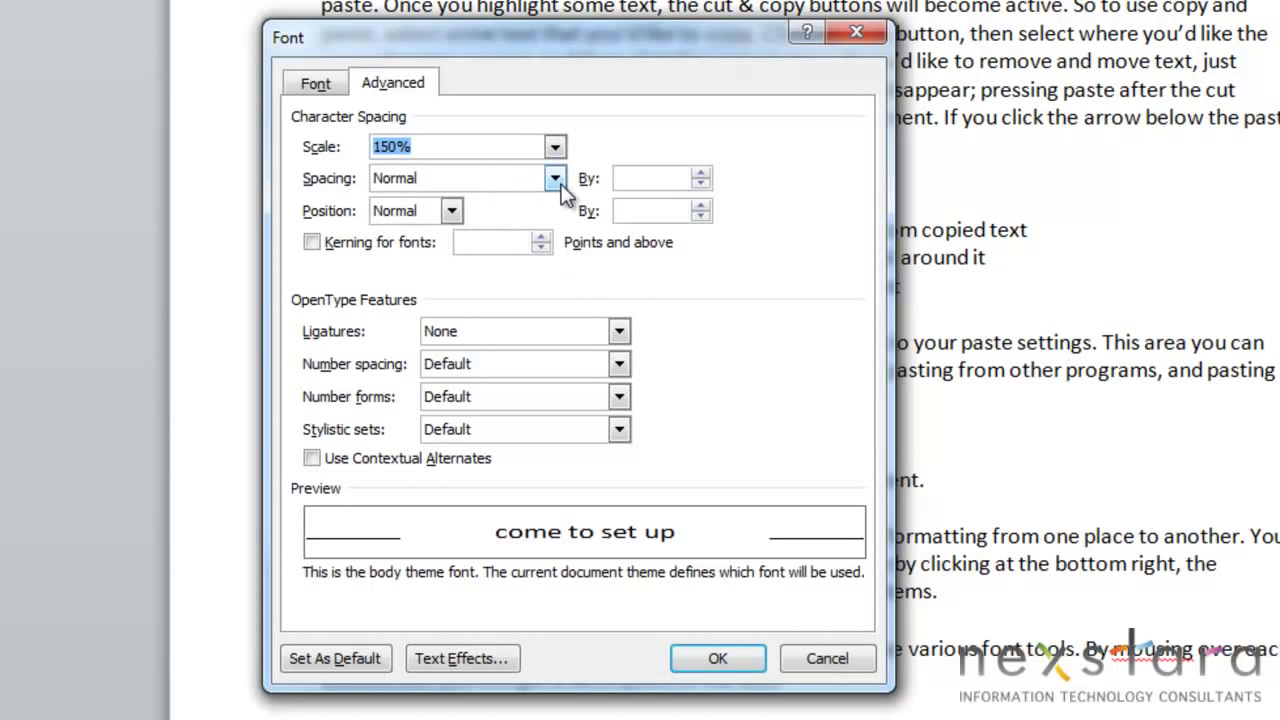 paste. Once you highlight some text, the cut & copy buttons will become active. So to use copy and
Font
button, then select where you'd like the
'd like to remove and move text, just
Font
Advanced
sappear; pressing paste after the cut
Character Spacing
ent. If you click the arrow below the past
Scale: 150%
Spacing: Normal By:
Position: Normal By:
m copied text
Kerning for fonts: Points and above
around it
OpenType Features
Ligatures: None
o your paste settings. This area you can
Number spacing: Default
asting from other programs, and pasting
Number forms: Default
Stylistic sets: Default
Use Contextual Alternates
ent.
Preview
come to set up
ormatting from one place to another. You
by clicking at the bottom right, the
This is the body theme font. The current document theme defines which font will be used.
ems.
e various font tools. By mousing over eac
Set As Default
Text Effects...
OK
Cancel
nexstara
INFORMATION TECHNOLOGY CONSULTANTS